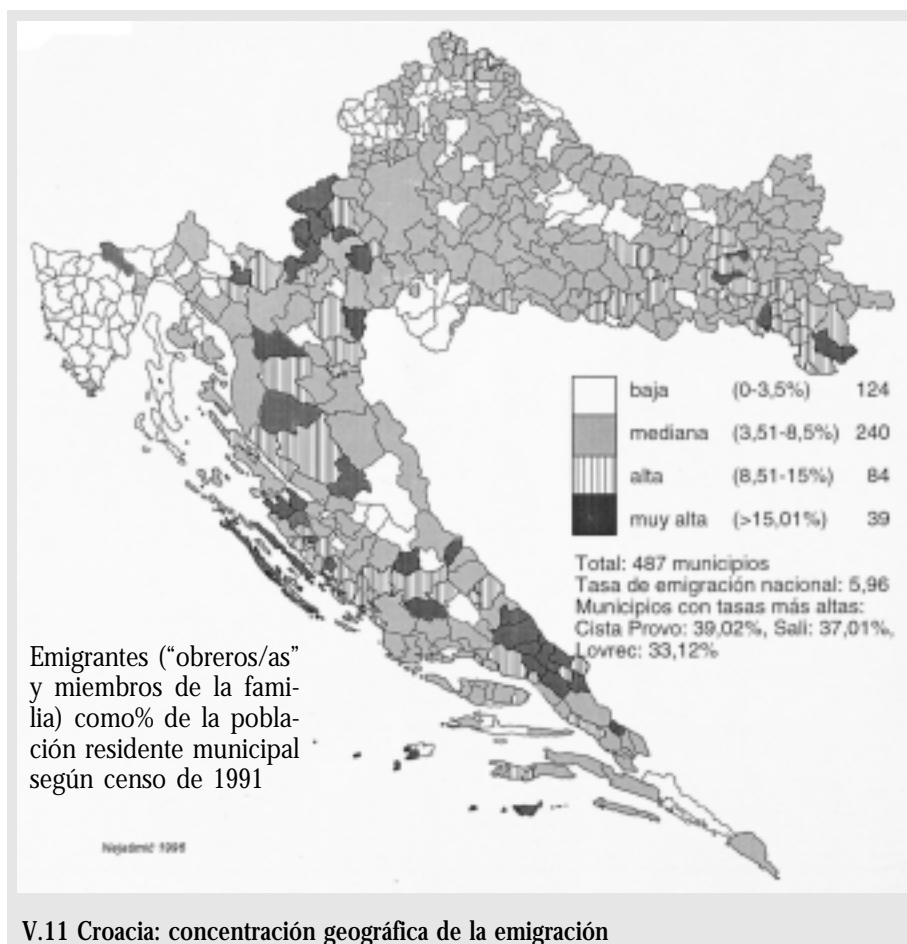 baja (0-3,5%) 124
mediana (3,51-8,5%) 240
alta (8,51-15%) 84
muy alta (>15,01%) 39
Total: 487 municipios
Tasa de emigración nacional: 5,96
Municipios con tasas más altas:
Cista Provo: 39,02%, Sali: 37,01%,
Lovrec: 33,12%
Emigrantes (“obreros/as”
y miembros de la fami-
lia) como% de la pobla-
ción residente municipal
según censo de 1991
Nejašmić 1995
V.11 Croacia: concentración geográfica de la emigración